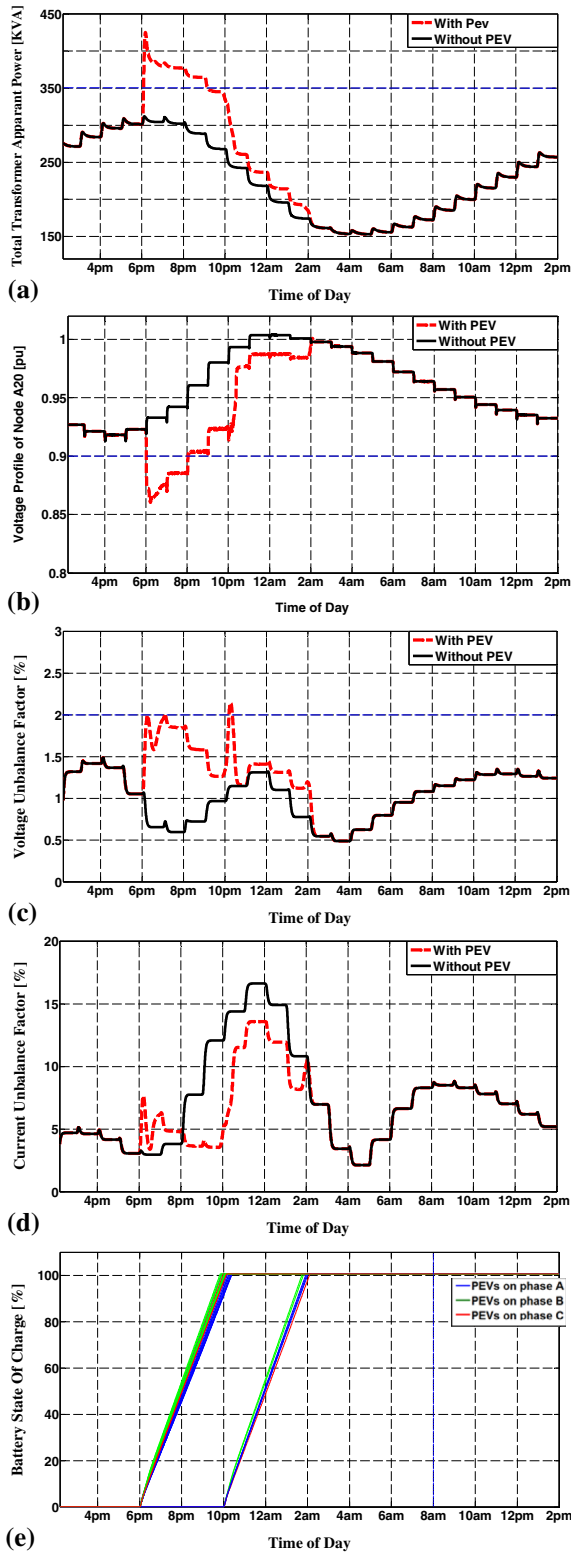 Total Transformer Apparant Power [KVA]
450
350
250
150
With Pev
Without PEV
4pm 6pm 8pm 10pm 12am 2am 4am 6am 8am 10am 12pm 2pm
(a)
Time of Day
Voltage Profile of Node A20 [pu]
1
0.95
0.9
0.85
0.8
With PEV
Without PEV
4pm 6pm 8pm 10pm 12am 2am 4am 6am 8am 10am 12pm 2pm
(b)
Time of Day
Voltage Unbalance Factor [%]
3
2.5
2
1.5
1
0.5
0
With PEV
Without PEV
4pm 6pm 8pm 10pm 12am 2am 4am 6am 8am 10am 12pm 2pm
(c)
Time of Day
Current Unbalance Factor [%]
20
15
10
5
0
With PEV
Without PEV
4pm 6pm 8pm 10pm 12am 2am 4am 6am 8am 10am 12pm 2pm
(d)
Time of Day
Battery State Of Charge [%]
100
80
60
40
20
0
PEVs on phase A
PEVs on phase B
PEVs on phase C
4pm 6pm 8pm 10pm 12am 2am 4am 6am 8am 10am 12pm 2pm
(e)
Time of Day